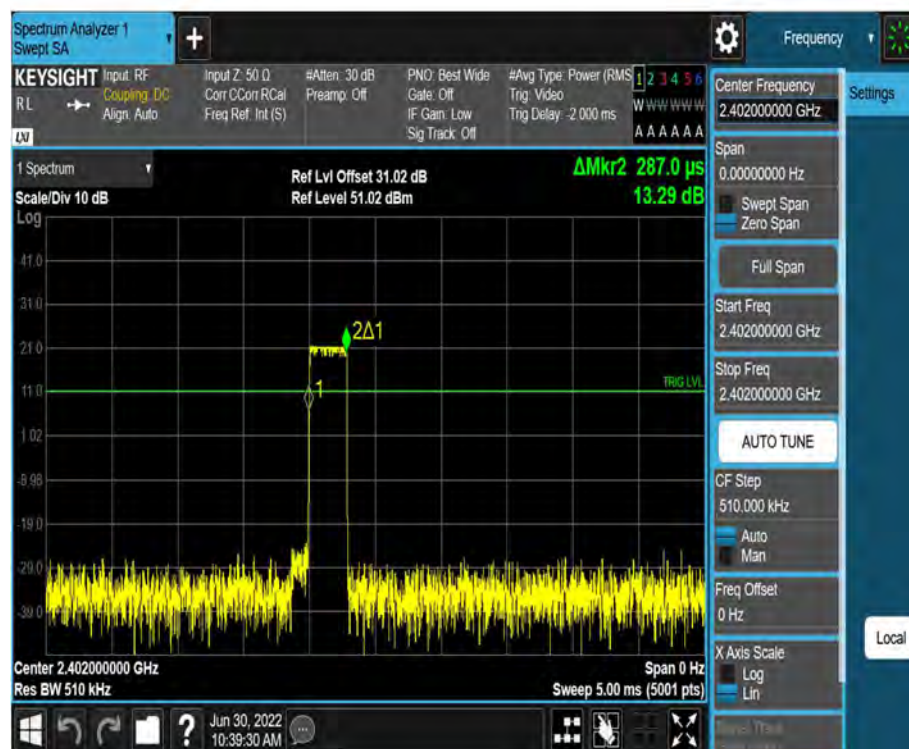 Spectrum Analyzer 1
Swept SA
+
Frequency
KEYSIGHT
RL
LXI
Input: RF
Coupling: DC
Align: Auto
Input Z: 50 Ω
Corr CCorr RCal
Freq Ref: Int (S)
#Atten: 30 dB
Preamp: Off
PNO: Best Wide
Gate: Off
IF Gain: Low
Sig Track: Off
#Avg Type: Power (RMS
Trig: Video
Trig Delay: -2.000 ms
1 2 3 4 5 6
W W W W W W
A A A A A A
1 Spectrum
Scale/Div 10 dB
Ref Lvl Offset 31.02 dB
Ref Level 51.02 dBm
ΔMkr2 287.0 µs
13.29 dB
Log
41.0
31.0
21.0
11.0
1.02
-8.98
-19.0
-29.0
-39.0
2Δ1
1
TRIG LVL
Center 2.402000000 GHz
Res BW 510 kHz
Span 0 Hz
Sweep 5.00 ms (5001 pts)
?
Jun 30, 2022
10:39:30 AM
Center Frequency
2.402000000 GHz
Settings
Span
0.00000000 Hz
Swept Span
Zero Span
Full Span
Start Freq
2.402000000 GHz
Stop Freq
2.402000000 GHz
AUTO TUNE
CF Step
510.000 kHz
Auto
Man
Freq Offset
0 Hz
Local
X Axis Scale
Log
Lin